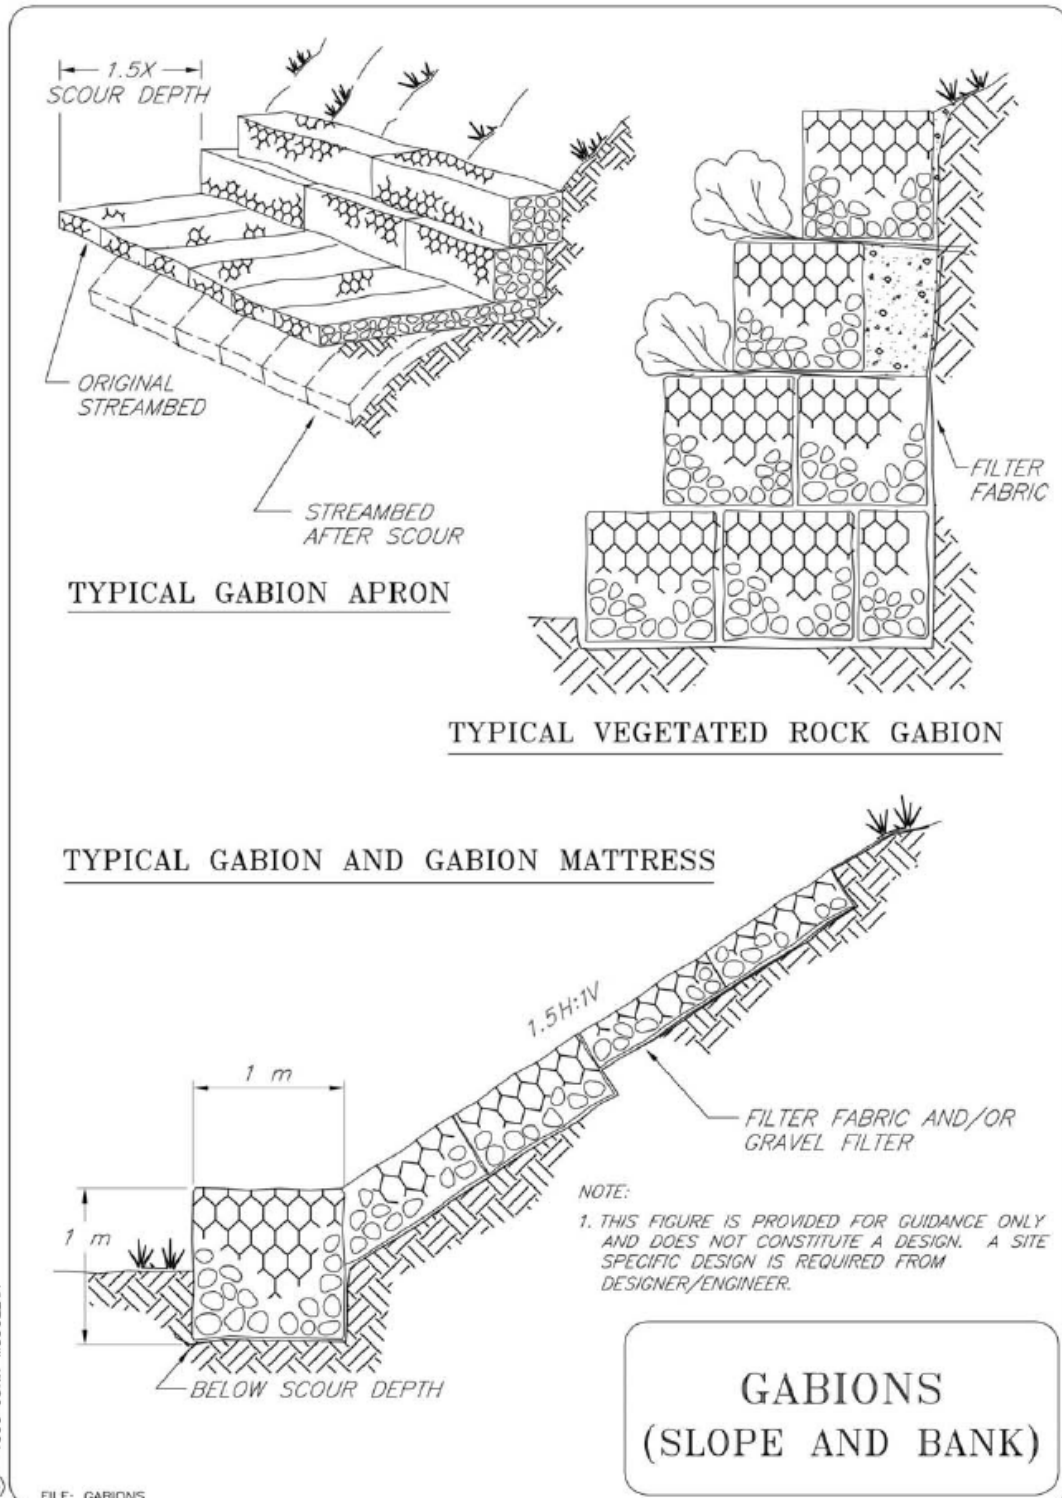 1.5X
SCOUR DEPTH
ORIGINAL
STREAMBED
STREAMBED
AFTER SCOUR
TYPICAL GABION APRON
FILTER
FABRIC
TYPICAL VEGETATED ROCK GABION
TYPICAL GABION AND GABION MATTRESS
1.5H:1V
1 m
FILTER FABRIC AND/OR
GRAVEL FILTER
1 m
NOTE:
1. THIS FIGURE IS PROVIDED FOR GUIDANCE ONLY
AND DOES NOT CONSTITUTE A DESIGN. A SITE
SPECIFIC DESIGN IS REQUIRED FROM
DESIGNER/ENGINEER.
BELOW SCOUR DEPTH
GABIONS
(SLOPE AND BANK)
FILE: GABIONS